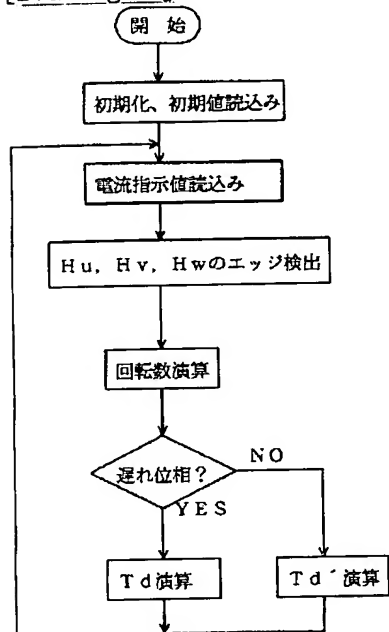 開 始
初期化、初期値読込み
電流指示値読込み
Hu, Hv, Hwのエッジ検出
回転数演算
遅れ位相?
NO
YES
Td演算
Td´演算